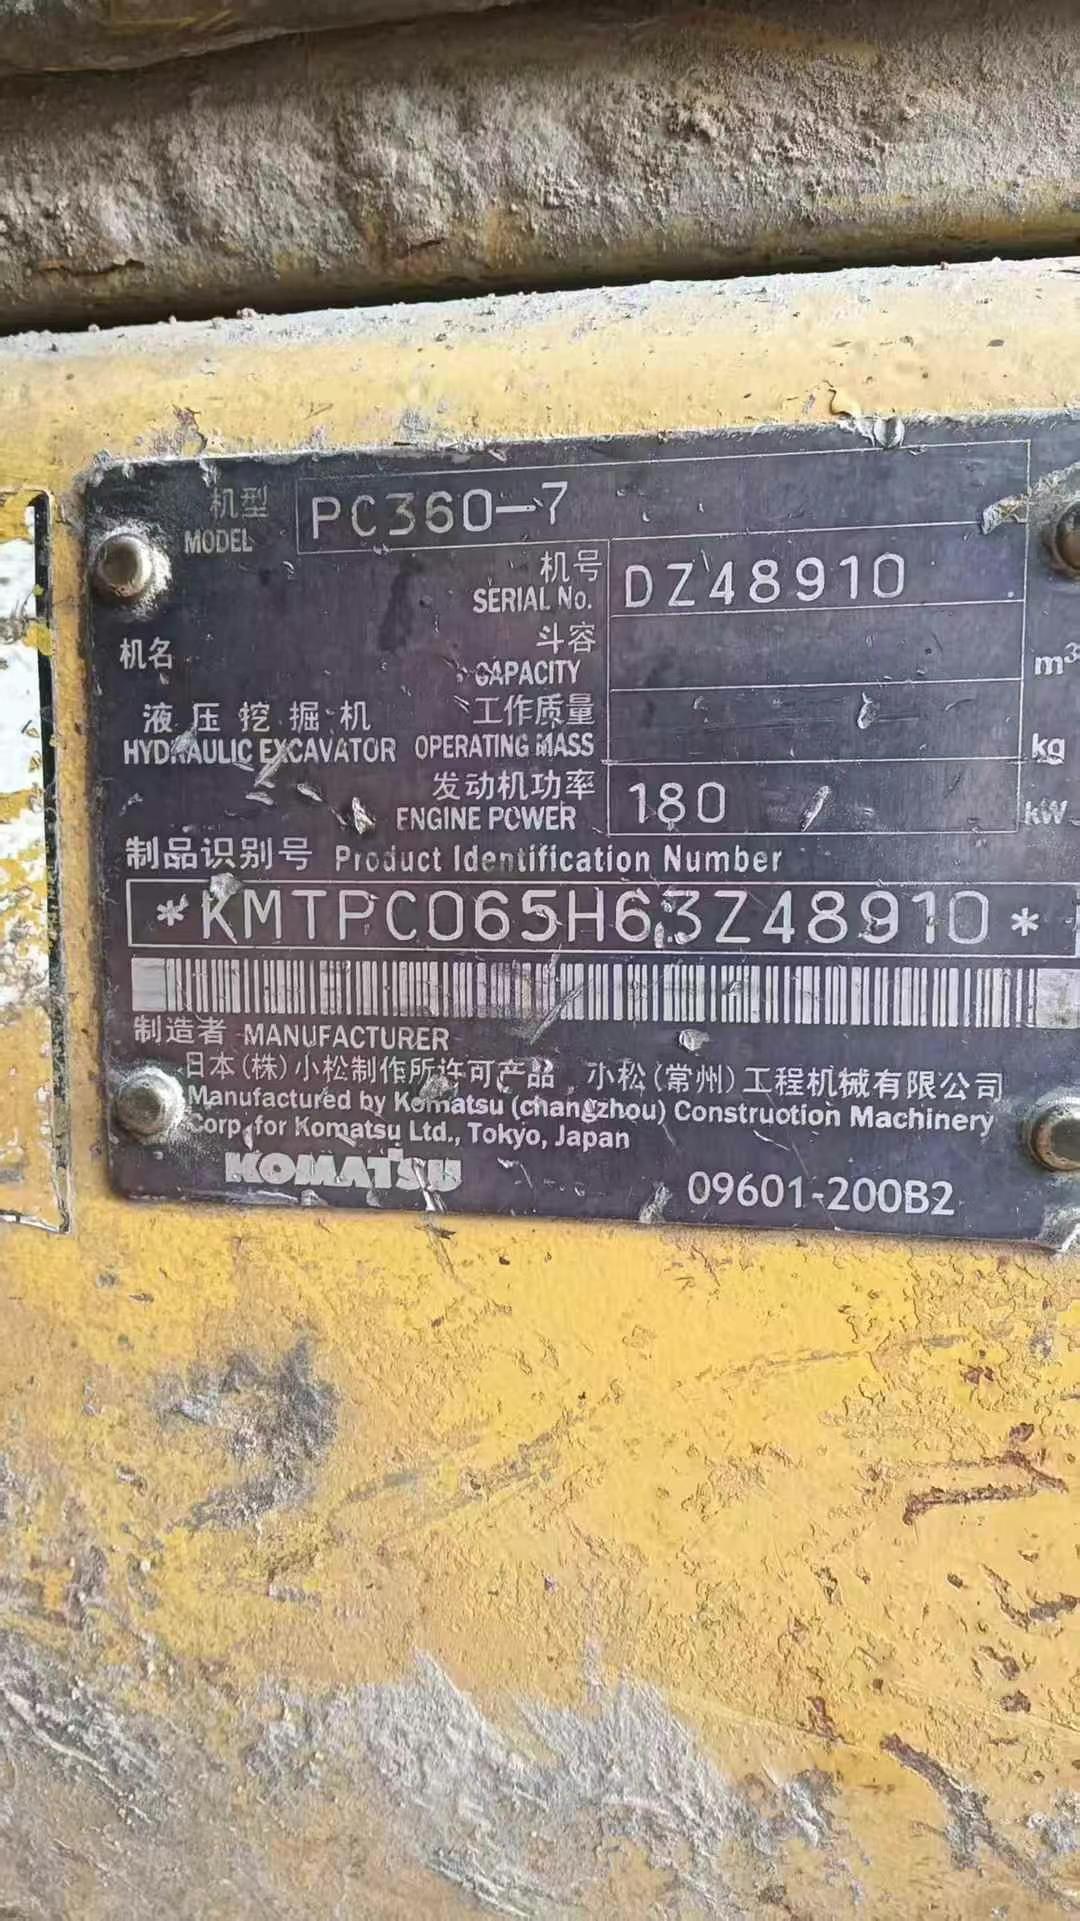 机型
MODEL PC360-7
机号
SERIAL No. DZ48910
机名
斗容
CAPACITY m³
液压挖掘机 工作质量
HYDRAULIC EXCAVATOR OPERATING MASS kg
发动机功率
ENGINE POWER 180 kW
制品识别号 Product Identification Number
*KMTPC065H63Z48910*
制造者 MANUFACTURER
日本(株)小松制作所许可产品 小松(常州)工程机械有限公司
Manufactured by Komatsu (changzhou) Construction Machinery
Corp. for Komatsu Ltd., Tokyo, Japan
KOMATSU 09601-200B2